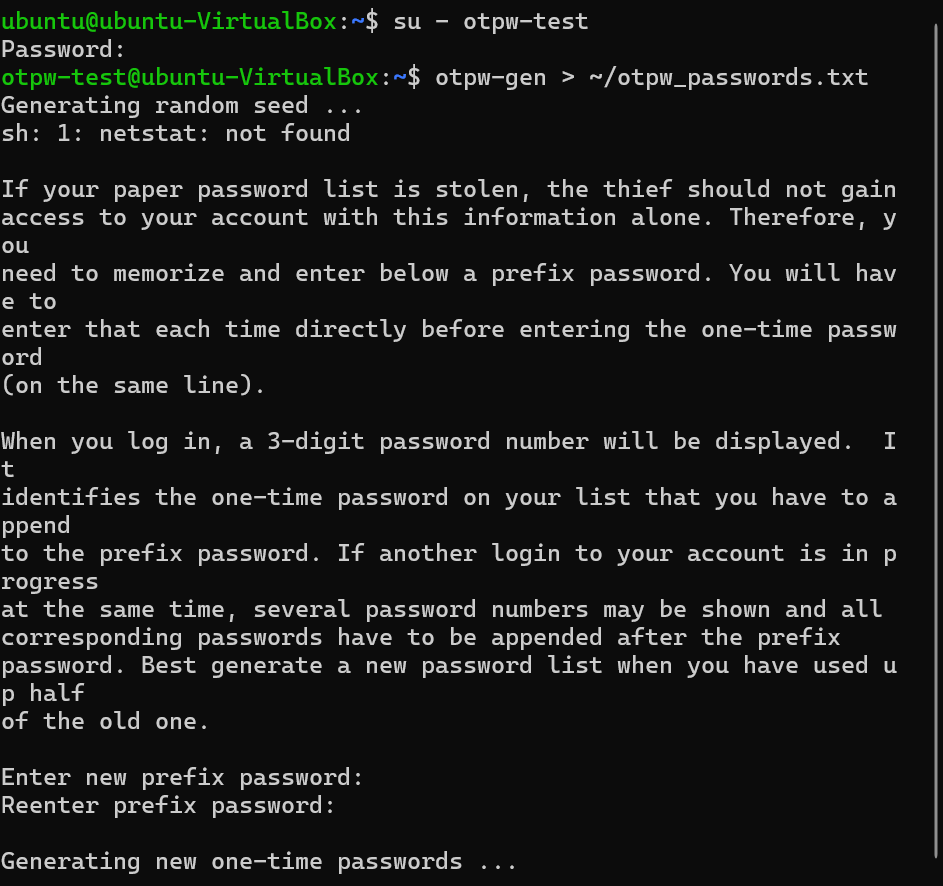 ubuntu@ubuntu-VirtualBox:~$ su - otpw-test
Password:
otpw-test@ubuntu-VirtualBox:~$ otpw-gen > ~/otpw_passwords.txt
Generating random seed ...
sh: 1: netstat: not found

If your paper password list is stolen, the thief should not gain
access to your account with this information alone. Therefore, y
ou
need to memorize and enter below a prefix password. You will hav
e to
enter that each time directly before entering the one-time passw
ord
(on the same line).

When you log in, a 3-digit password number will be displayed.  I
t
identifies the one-time password on your list that you have to a
ppend
to the prefix password. If another login to your account is in p
rogress
at the same time, several password numbers may be shown and all
corresponding passwords have to be appended after the prefix
password. Best generate a new password list when you have used u
p half
of the old one.

Enter new prefix password:
Reenter prefix password:

Generating new one-time passwords ...